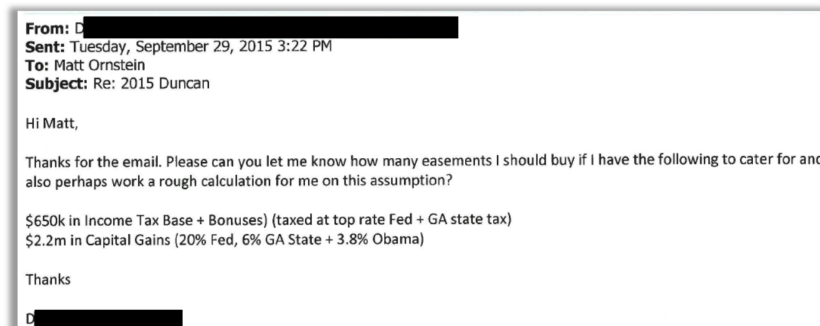 From: D
Sent: Tuesday, September 29, 2015 3:22 PM
To: Matt Ornstein
Subject: Re: 2015 Duncan
Hi Matt,
Thanks for the email. Please can you let me know how many easements I should buy if I have the following to cater for and
also perhaps work a rough calculation for me on this assumption?
$650k in Income Tax Base + Bonuses) (taxed at top rate Fed + GA state tax)
$2.2m in Capital Gains (20% Fed, 6% GA State + 3.8% Obama)
Thanks
D